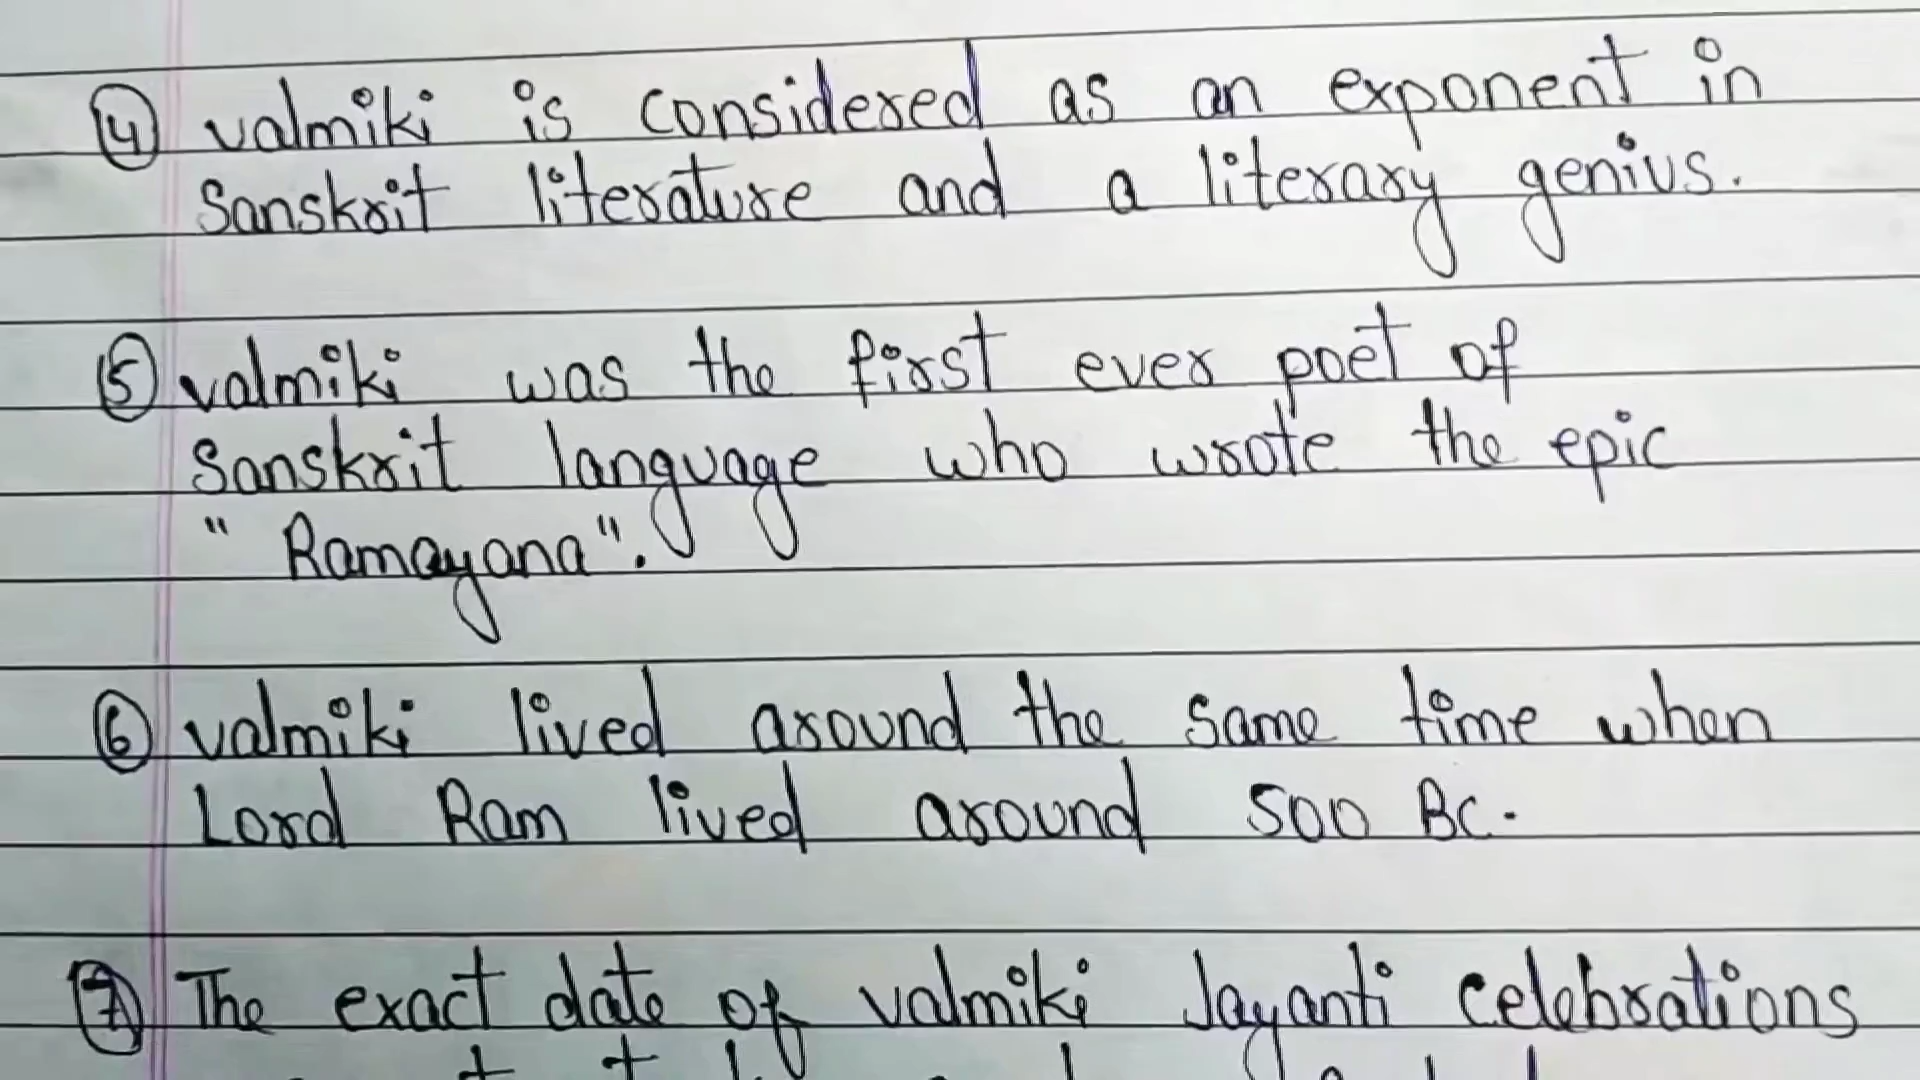 ④ valmiki is considered as an exponent in
Sanskrit literature and a literary genius.
⑤ valmiki was the first ever poet of
Sanskrit language who wrote the epic
" Ramayana".
⑥ valmiki lived around the same time when
Lord Ram lived around 500 BC.
⑦ The exact date of valmiki Jayanti celebrations